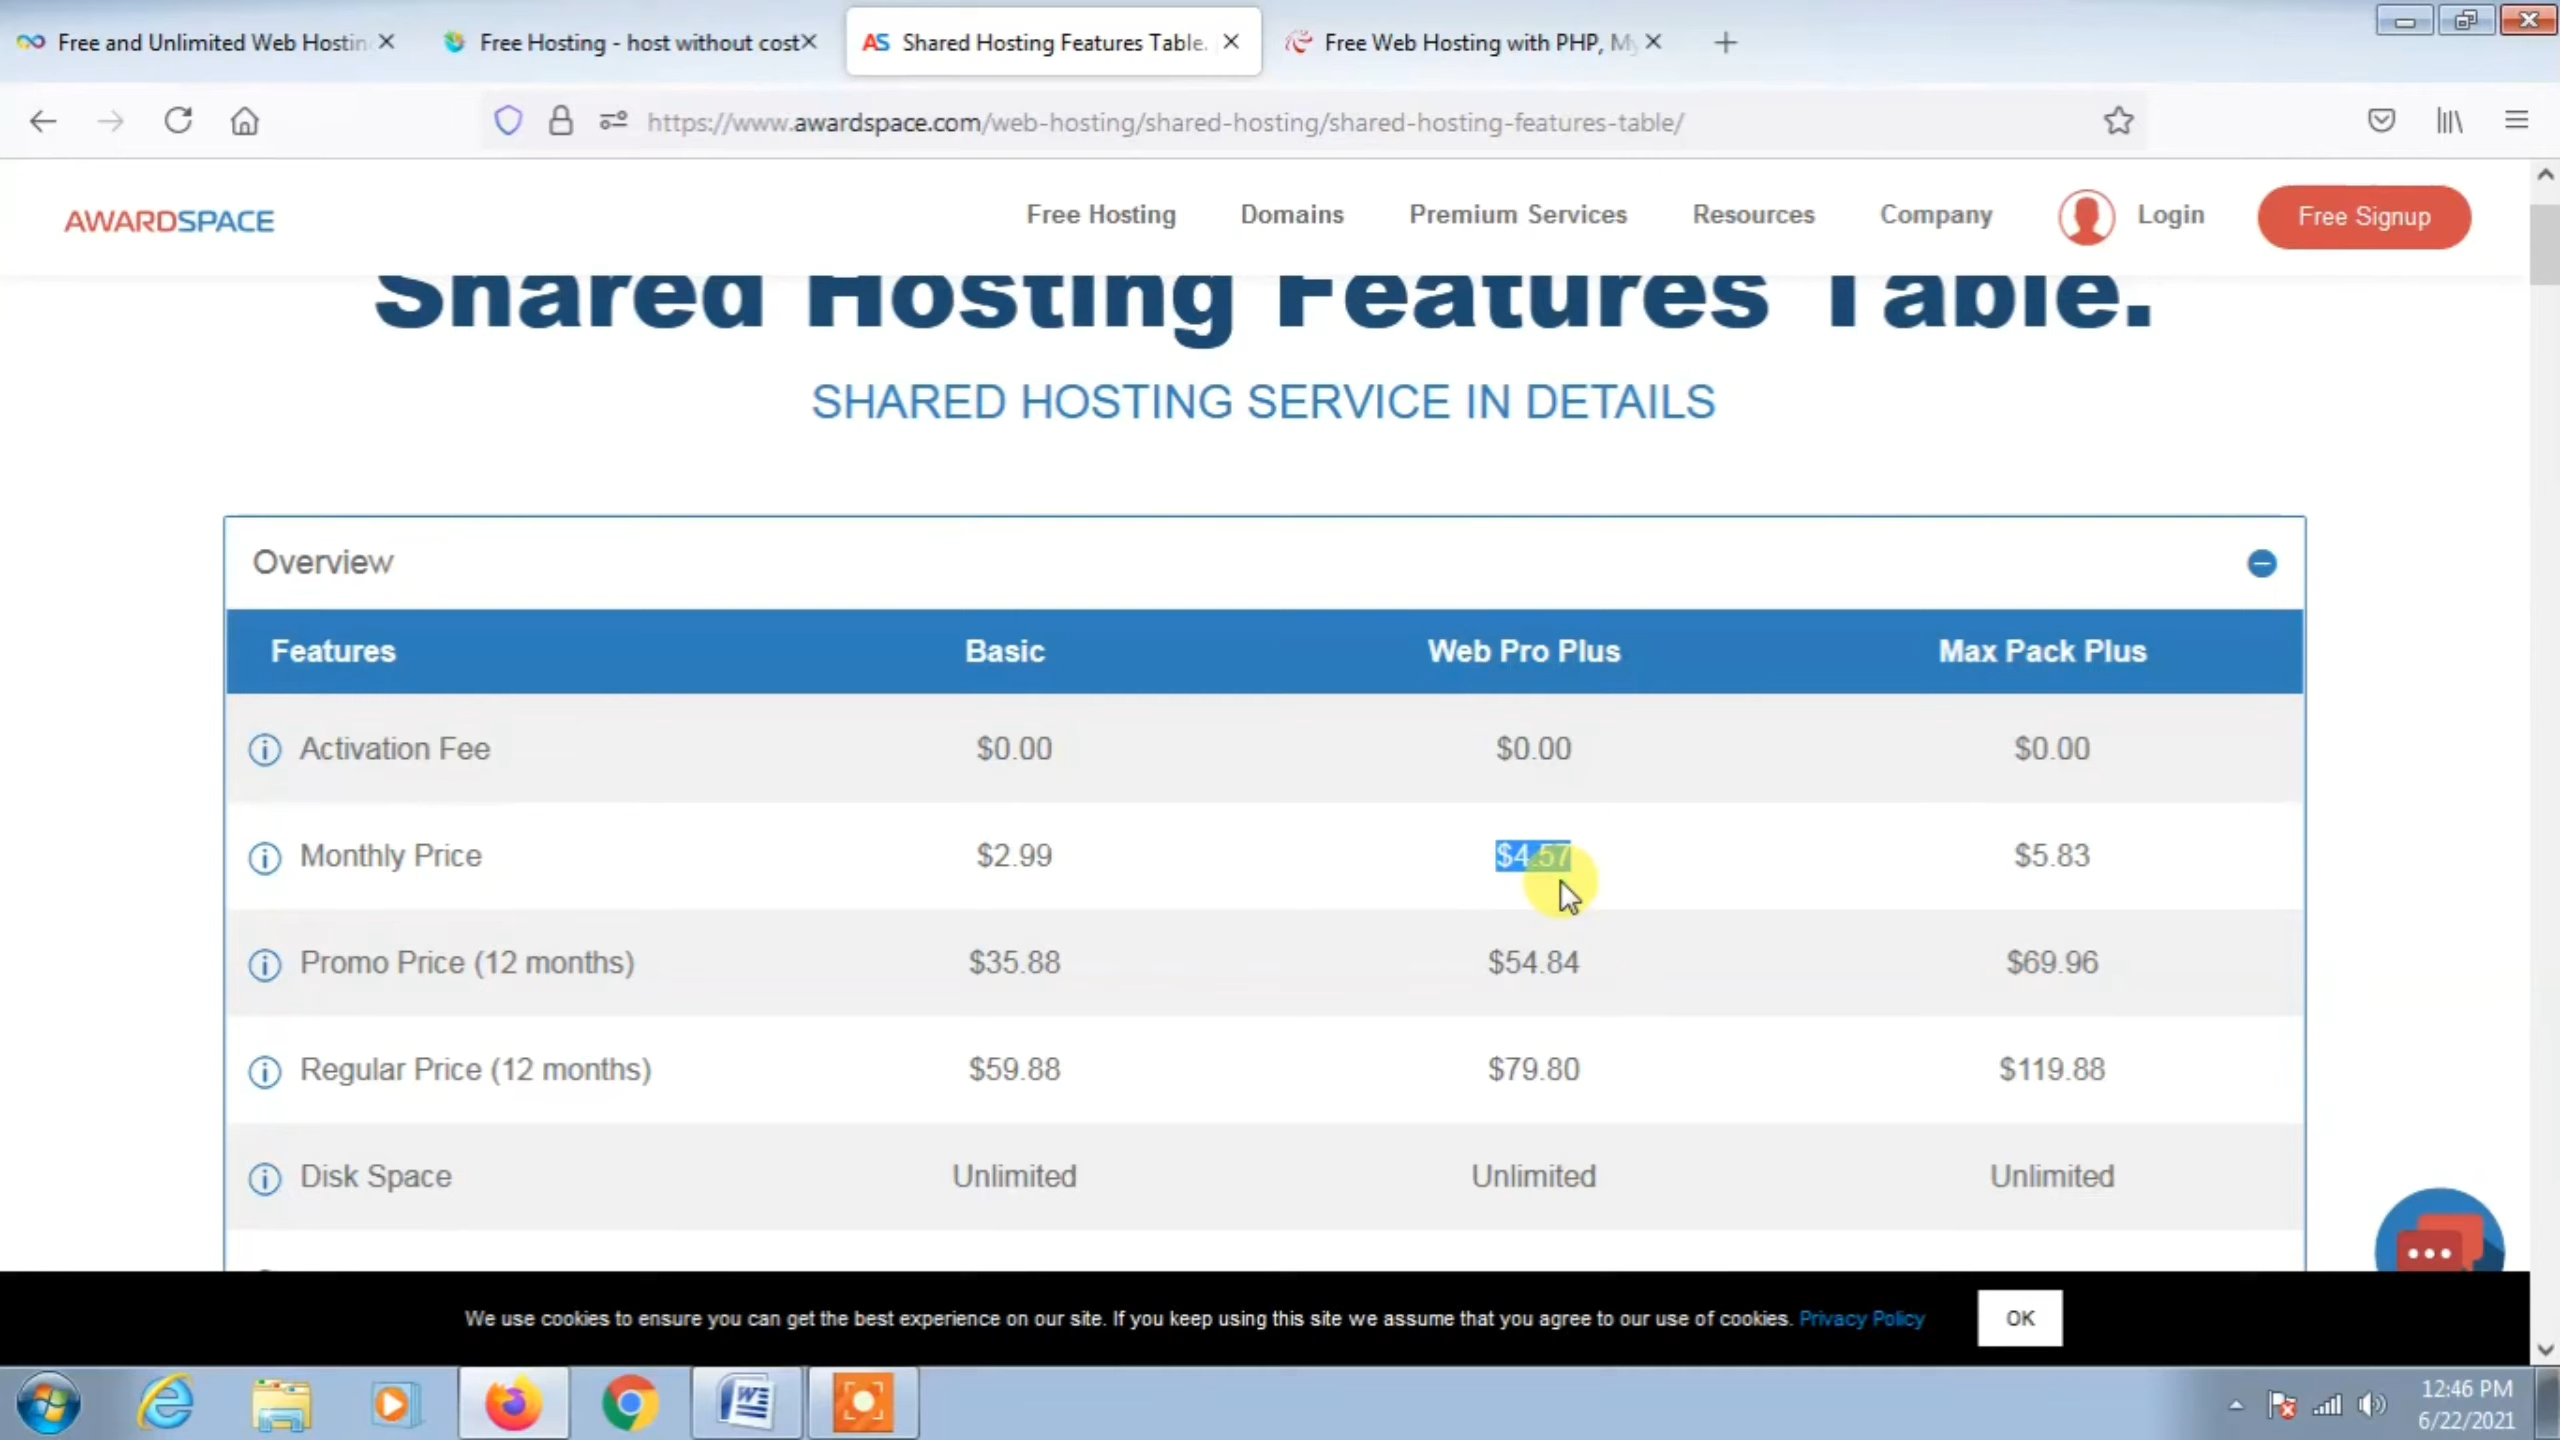 Free and Unlimited Web Hostin
Free Hosting - host without cost
AS Shared Hosting Features Table.
Free Web Hosting with PHP, My
https://www.awardspace.com/web-hosting/shared-hosting/shared-hosting-features-table/
AWARDSPACE
Free Hosting
Domains
Premium Services
Resources
Company
Login
Free Signup
Shared Hosting Features Table.
SHARED HOSTING SERVICE IN DETAILS
Overview
Features Basic Web Pro Plus Max Pack Plus
Activation Fee $0.00 $0.00 $0.00
Monthly Price $2.99 $4.57 $5.83
Promo Price (12 months) $35.88 $54.84 $69.96
Regular Price (12 months) $59.88 $79.80 $119.88
Disk Space Unlimited Unlimited Unlimited
We use cookies to ensure you can get the best experience on our site. If you keep using this site we assume that you agree to our use of cookies. Privacy Policy
OK
12:46 PM
6/22/2021